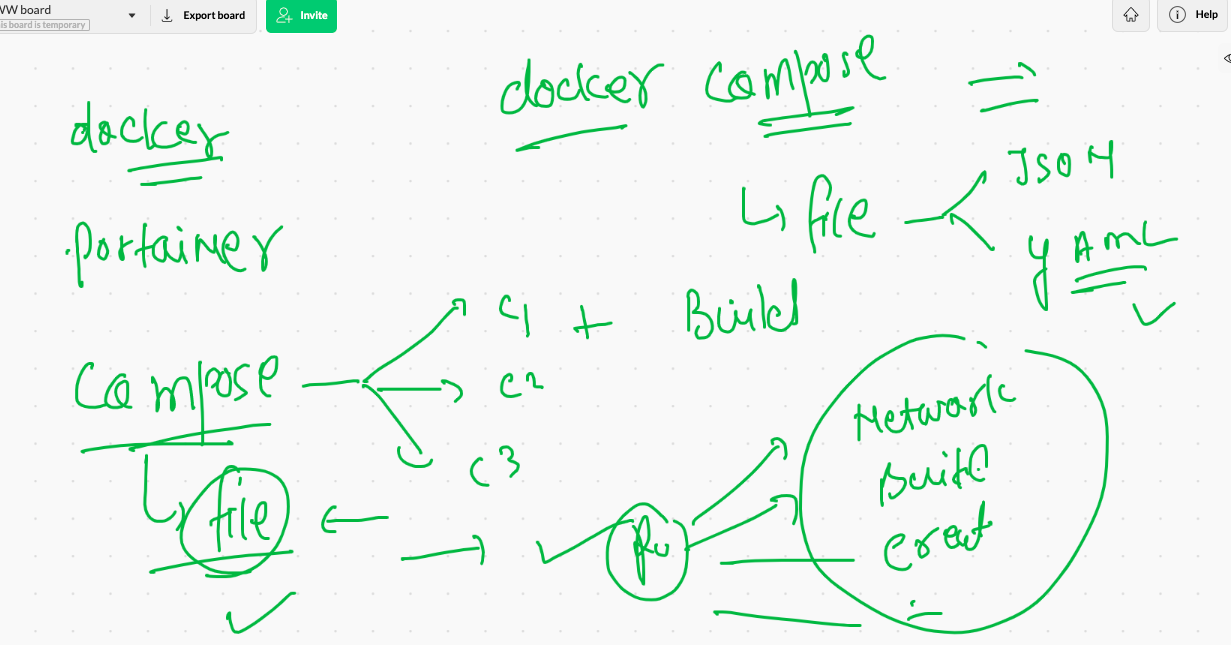 WW board
is board is temporary
Export board
Invite
Help
docker compose
docker
file
JSON
YAML
portainer
C1 + Build
compose
C2
C3
Network
Build
creat
file